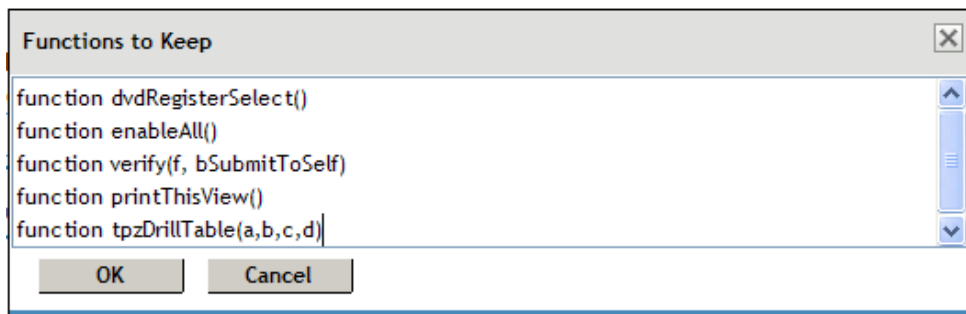 Functions to Keep
function dvdRegisterSelect()
function enableAll()
function verify(f, bSubmitToSelf)
function printThisView()
function tpzDrillTable(a,b,c,d)
OK
Cancel